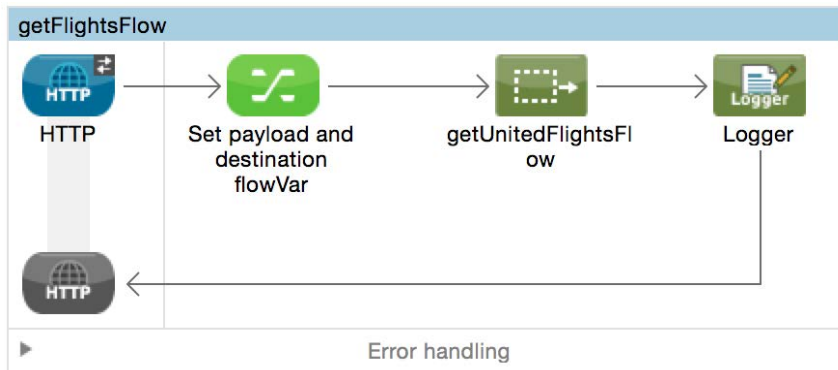 getFlightsFlow
HTTP
HTTP
Set payload and
destination
flowVar
getUnitedFlightsFl
ow
Logger
Logger
HTTP
Error handling